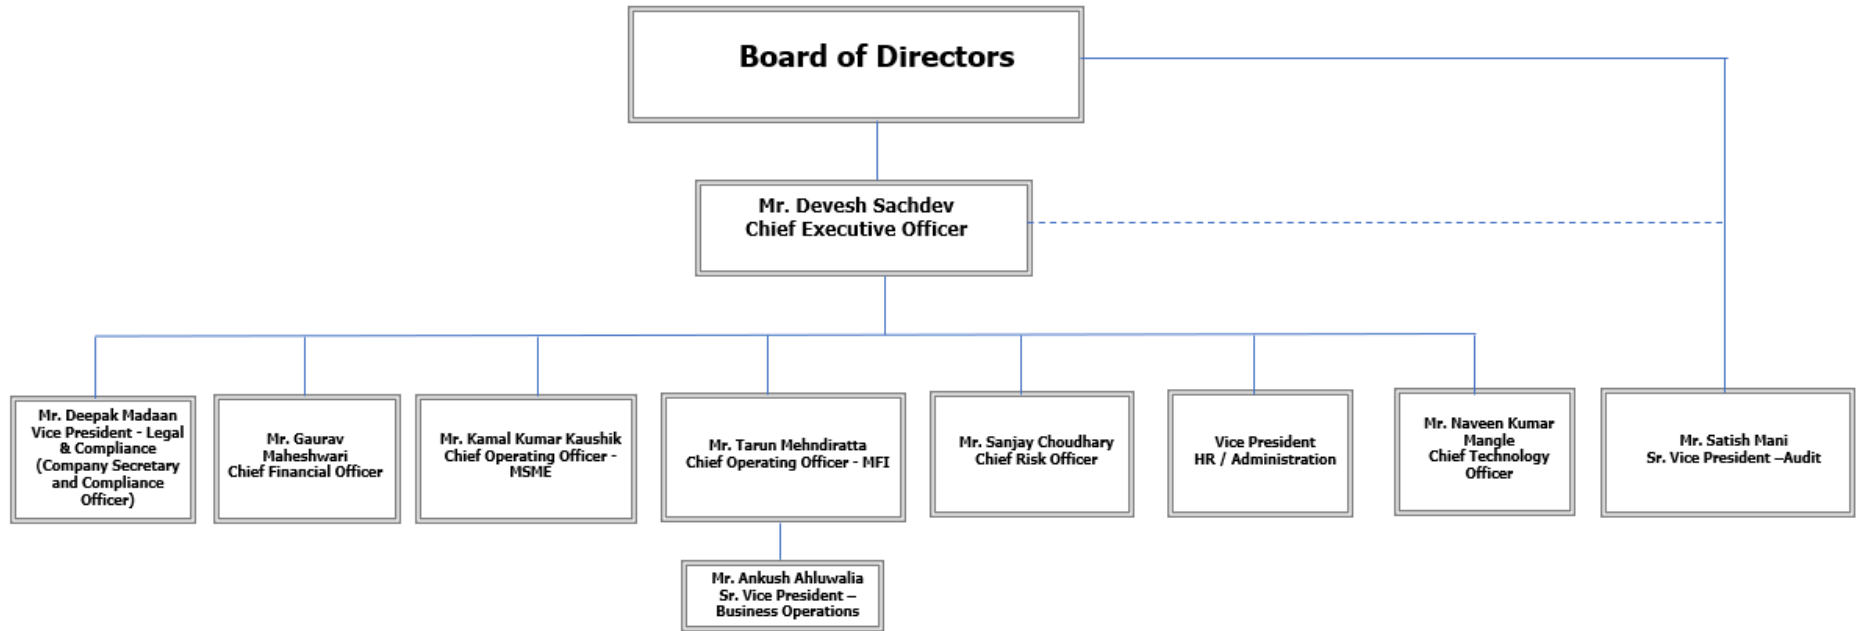 Board of Directors
Mr. Devesh Sachdev
Chief Executive Officer
Mr. Deepak Madaan
Vice President - Legal
& Compliance
(Company Secretary
and Compliance
Officer)
Mr. Gaurav
Maheshwari
Chief Financial Officer
Mr. Kamal Kumar Kaushik
Chief Operating Officer -
MSME
Mr. Tarun Mehndiratta
Chief Operating Officer - MFI
Mr. Sanjay Choudhary
Chief Risk Officer
Vice President
HR / Administration
Mr. Naveen Kumar
Mangle
Chief Technology
Officer
Mr. Satish Mani
Sr. Vice President –Audit
Mr. Ankush Ahluwalia
Sr. Vice President –
Business Operations